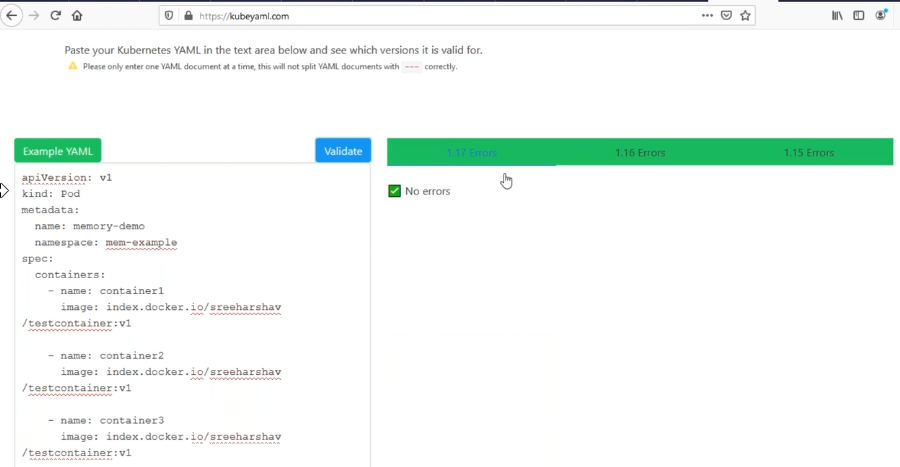 https://kubeyaml.com
Paste your Kubernetes YAML in the text area below and see which versions it is valid for.
Please only enter one YAML document at a time, this will not split YAML documents with --- correctly.
Example YAML
Validate
1.17 Errors
1.16 Errors
1.15 Errors
No errors
apiVersion: v1
kind: Pod
metadata:
  name: memory-demo
  namespace: mem-example
spec:
  containers:
    - name: container1
      image: index.docker.io/sreeharshav
/testcontainer:v1
    - name: container2
      image: index.docker.io/sreeharshav
/testcontainer:v1
    - name: container3
      image: index.docker.io/sreeharshav
/testcontainer:v1